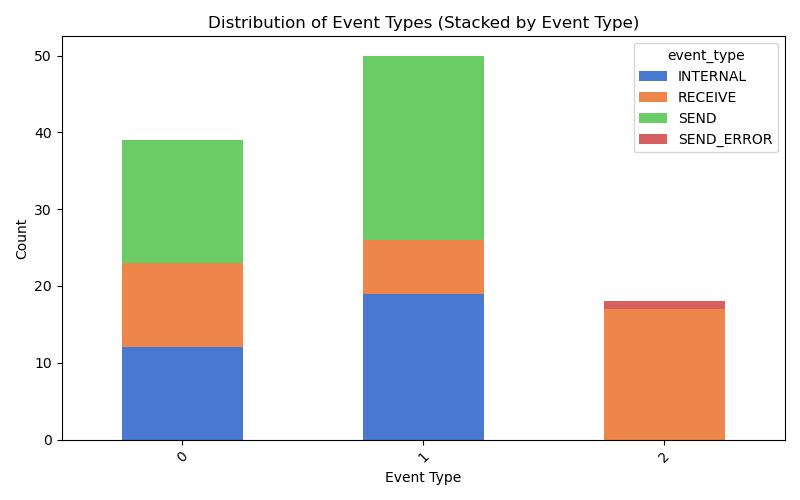 Distribution of Event Types (Stacked by Event Type)
event_type
INTERNAL
RECEIVE
SEND
SEND_ERROR
Count
50
40
30
20
10
0
0
1
2
Event Type